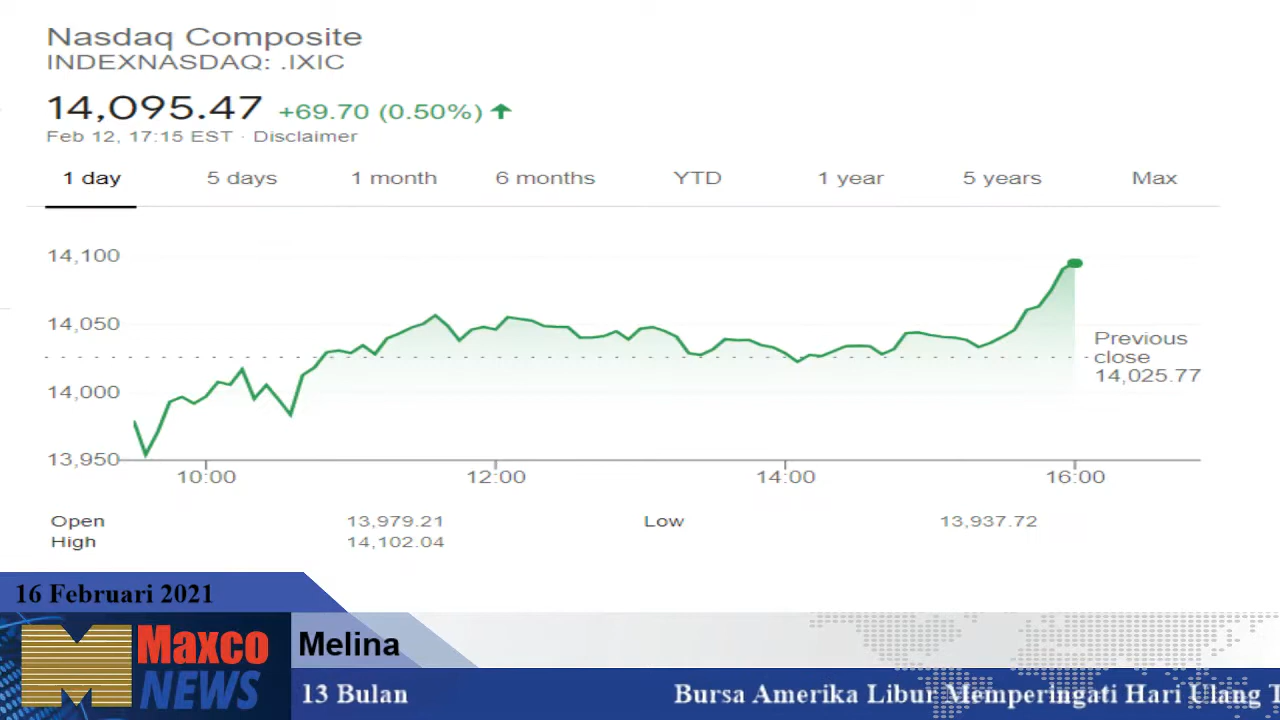 Nasdaq Composite
INDEXNASDAQ: .IXIC
14,095.47 +69.70 (0.50%)
Feb 12, 17:15 EST · Disclaimer
1 day 5 days 1 month 6 months YTD 1 year 5 years Max
14,100
14,050
14,000
13,950
Previous
close
14,025.77
10:00 12:00 14:00 16:00
Open 13,979.21 Low 13,937.72
High 14,102.04
16 Februari 2021
Maxco
NEWS
Melina
13 Bulan Bursa Amerika Libur Memperingati Hari Ulang T